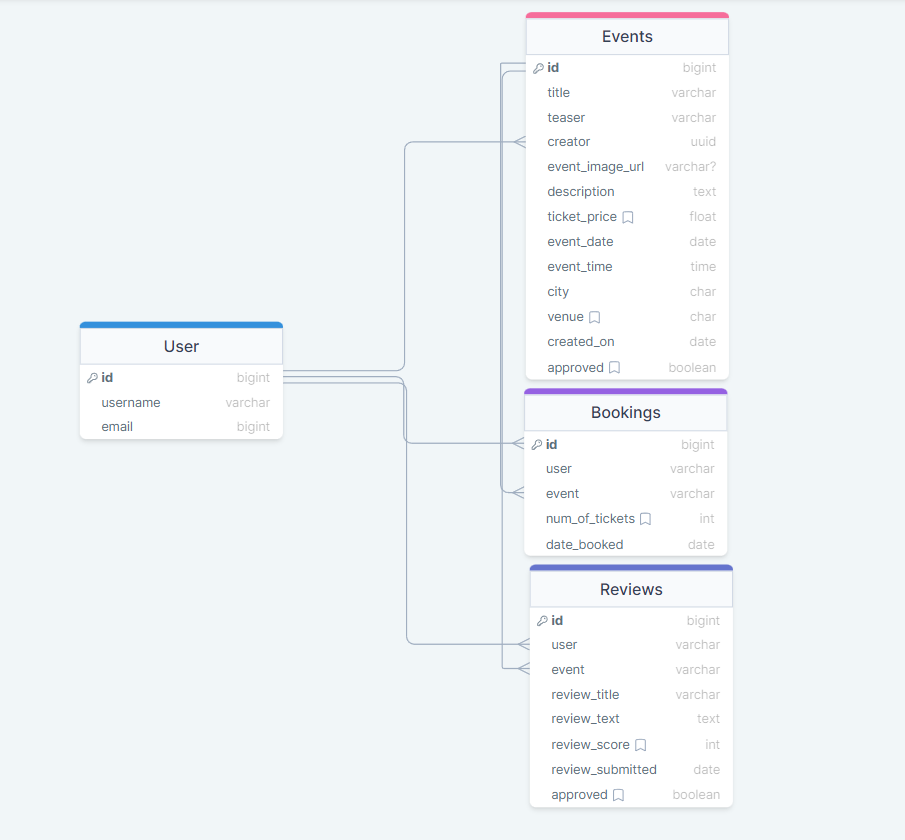 Events
id bigint
title varchar
teaser varchar
creator uuid
event_image_url varchar?
description text
ticket_price float
event_date date
event_time time
city char
venue char
created_on date
approved boolean
User
id bigint
username varchar
email bigint
Bookings
id bigint
user varchar
event varchar
num_of_tickets int
date_booked date
Reviews
id bigint
user varchar
event varchar
review_title varchar
review_text text
review_score int
review_submitted date
approved boolean